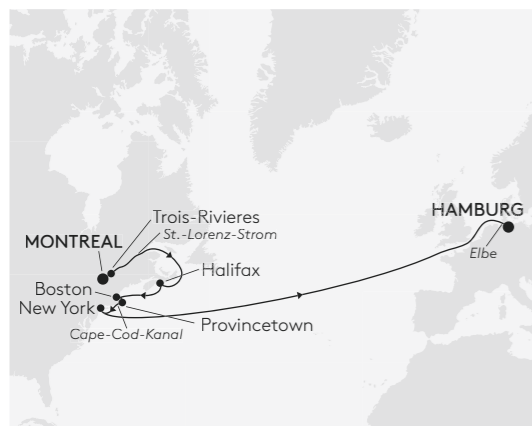 HAMBURG
Elbe
Trois-Rivieres
St.-Lorenz-Strom
MONTREAL
Halifax
Boston
New York
Provincetown
Cape-Cod-Kanal